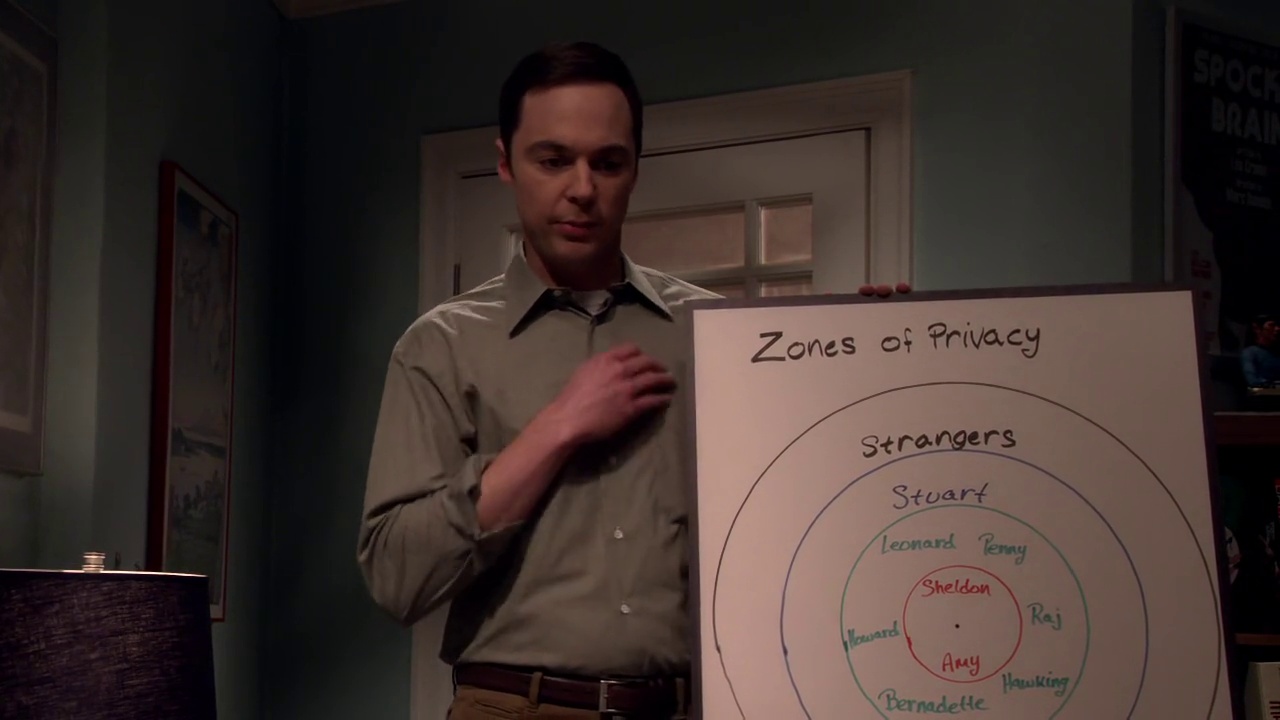 SPOCK
BRAIN
Zones of Privacy
Strangers
Stuart
Leonard Penny
Sheldon
Raj
Howard
Amy
Hawking
Bernadette